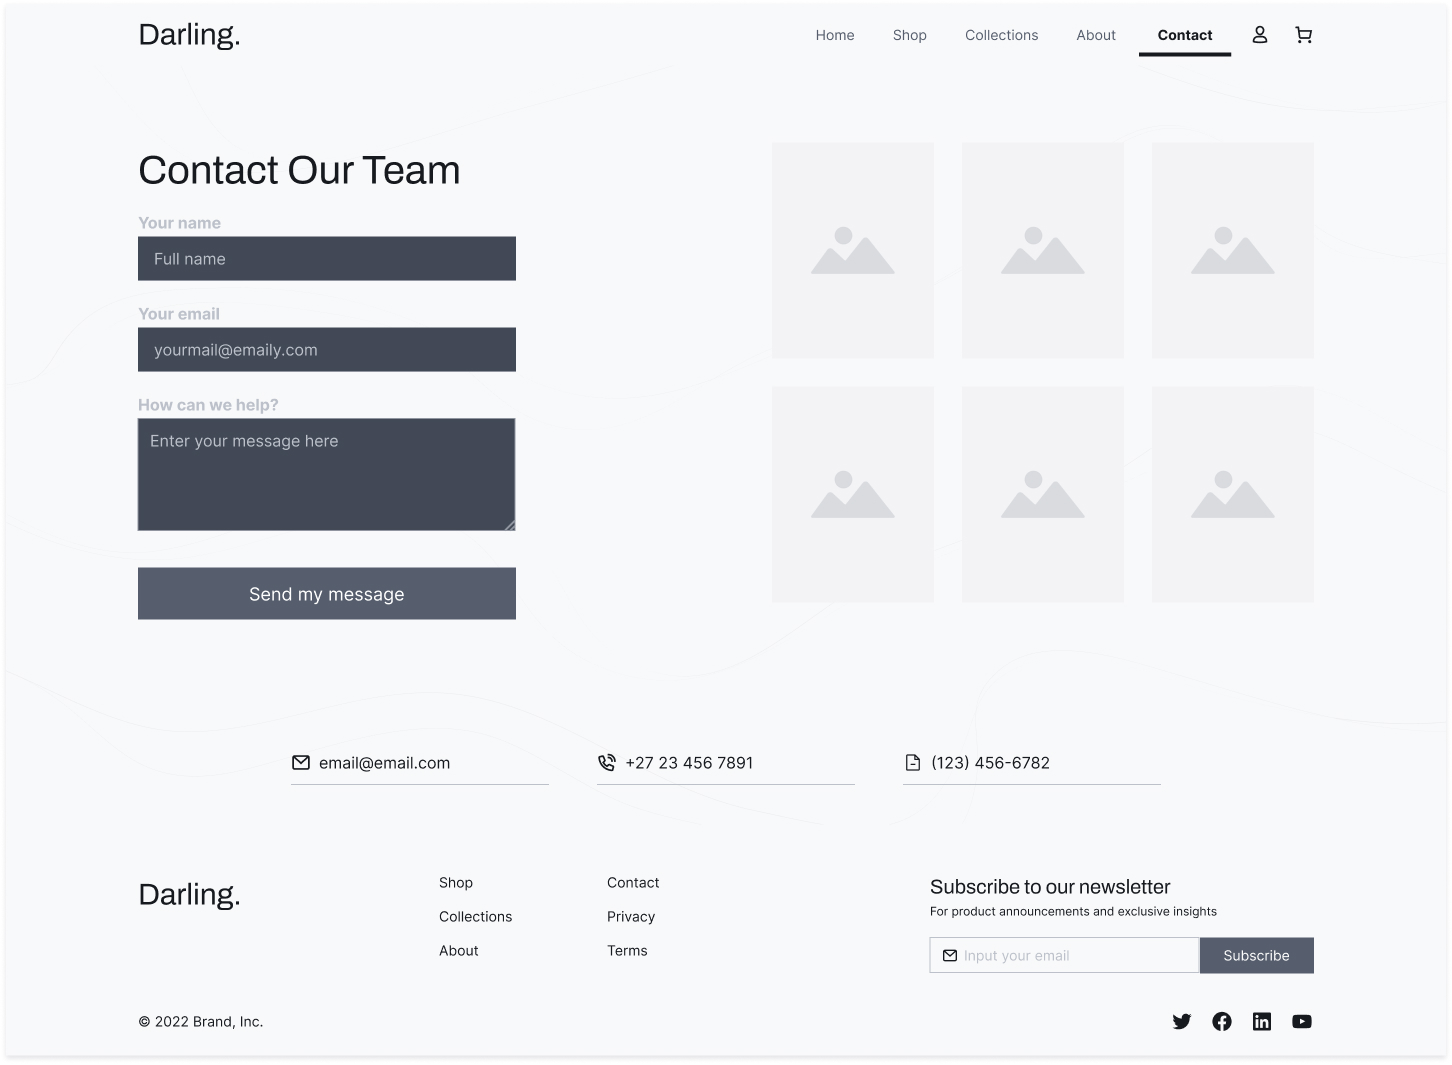 Darling.
Home Shop Collections About Contact
Contact Our Team
Your name
Full name
Your email
yourmail@emaily.com
How can we help?
Enter your message here
Send my message
email@email.com
+27 23 456 7891
(123) 456-6782
Darling.
Shop
Collections
About
Contact
Privacy
Terms
Subscribe to our newsletter
For product announcements and exclusive insights
Input your email
Subscribe
© 2022 Brand, Inc.